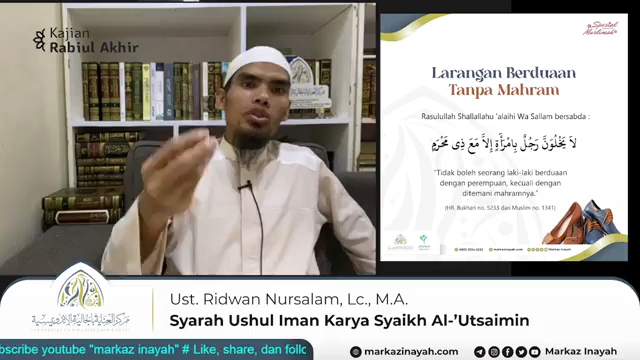 Kajian
Rabiul Akhir
Spesial
Muslimah
Larangan Berduaan
Tanpa Mahram
Rasulullah Shallallahu 'alaihi Wa Sallam bersabda :
لاَ يَخْلُوَنَّ رَجُلٌ بِامْرَأَةٍ إِلاَّ مَعَ ذِى مَحْرَمٍ
"Tidak boleh seorang laki-laki berduaan
dengan perempuan, kecuali dengan
ditemani mahramnya."
(HR. Bukhari no. 5233 dan Muslim no. 1341)
markazinayah.com
Markaz Inayah
Ust. Ridwan Nursalam, Lc., M.A.
Syarah Ushul Iman Karya Syaikh Al-'Utsaimin
bscribe youtube "markaz inayah" # Like, share, dan follo
markazinayah.com
Markaz Inayah